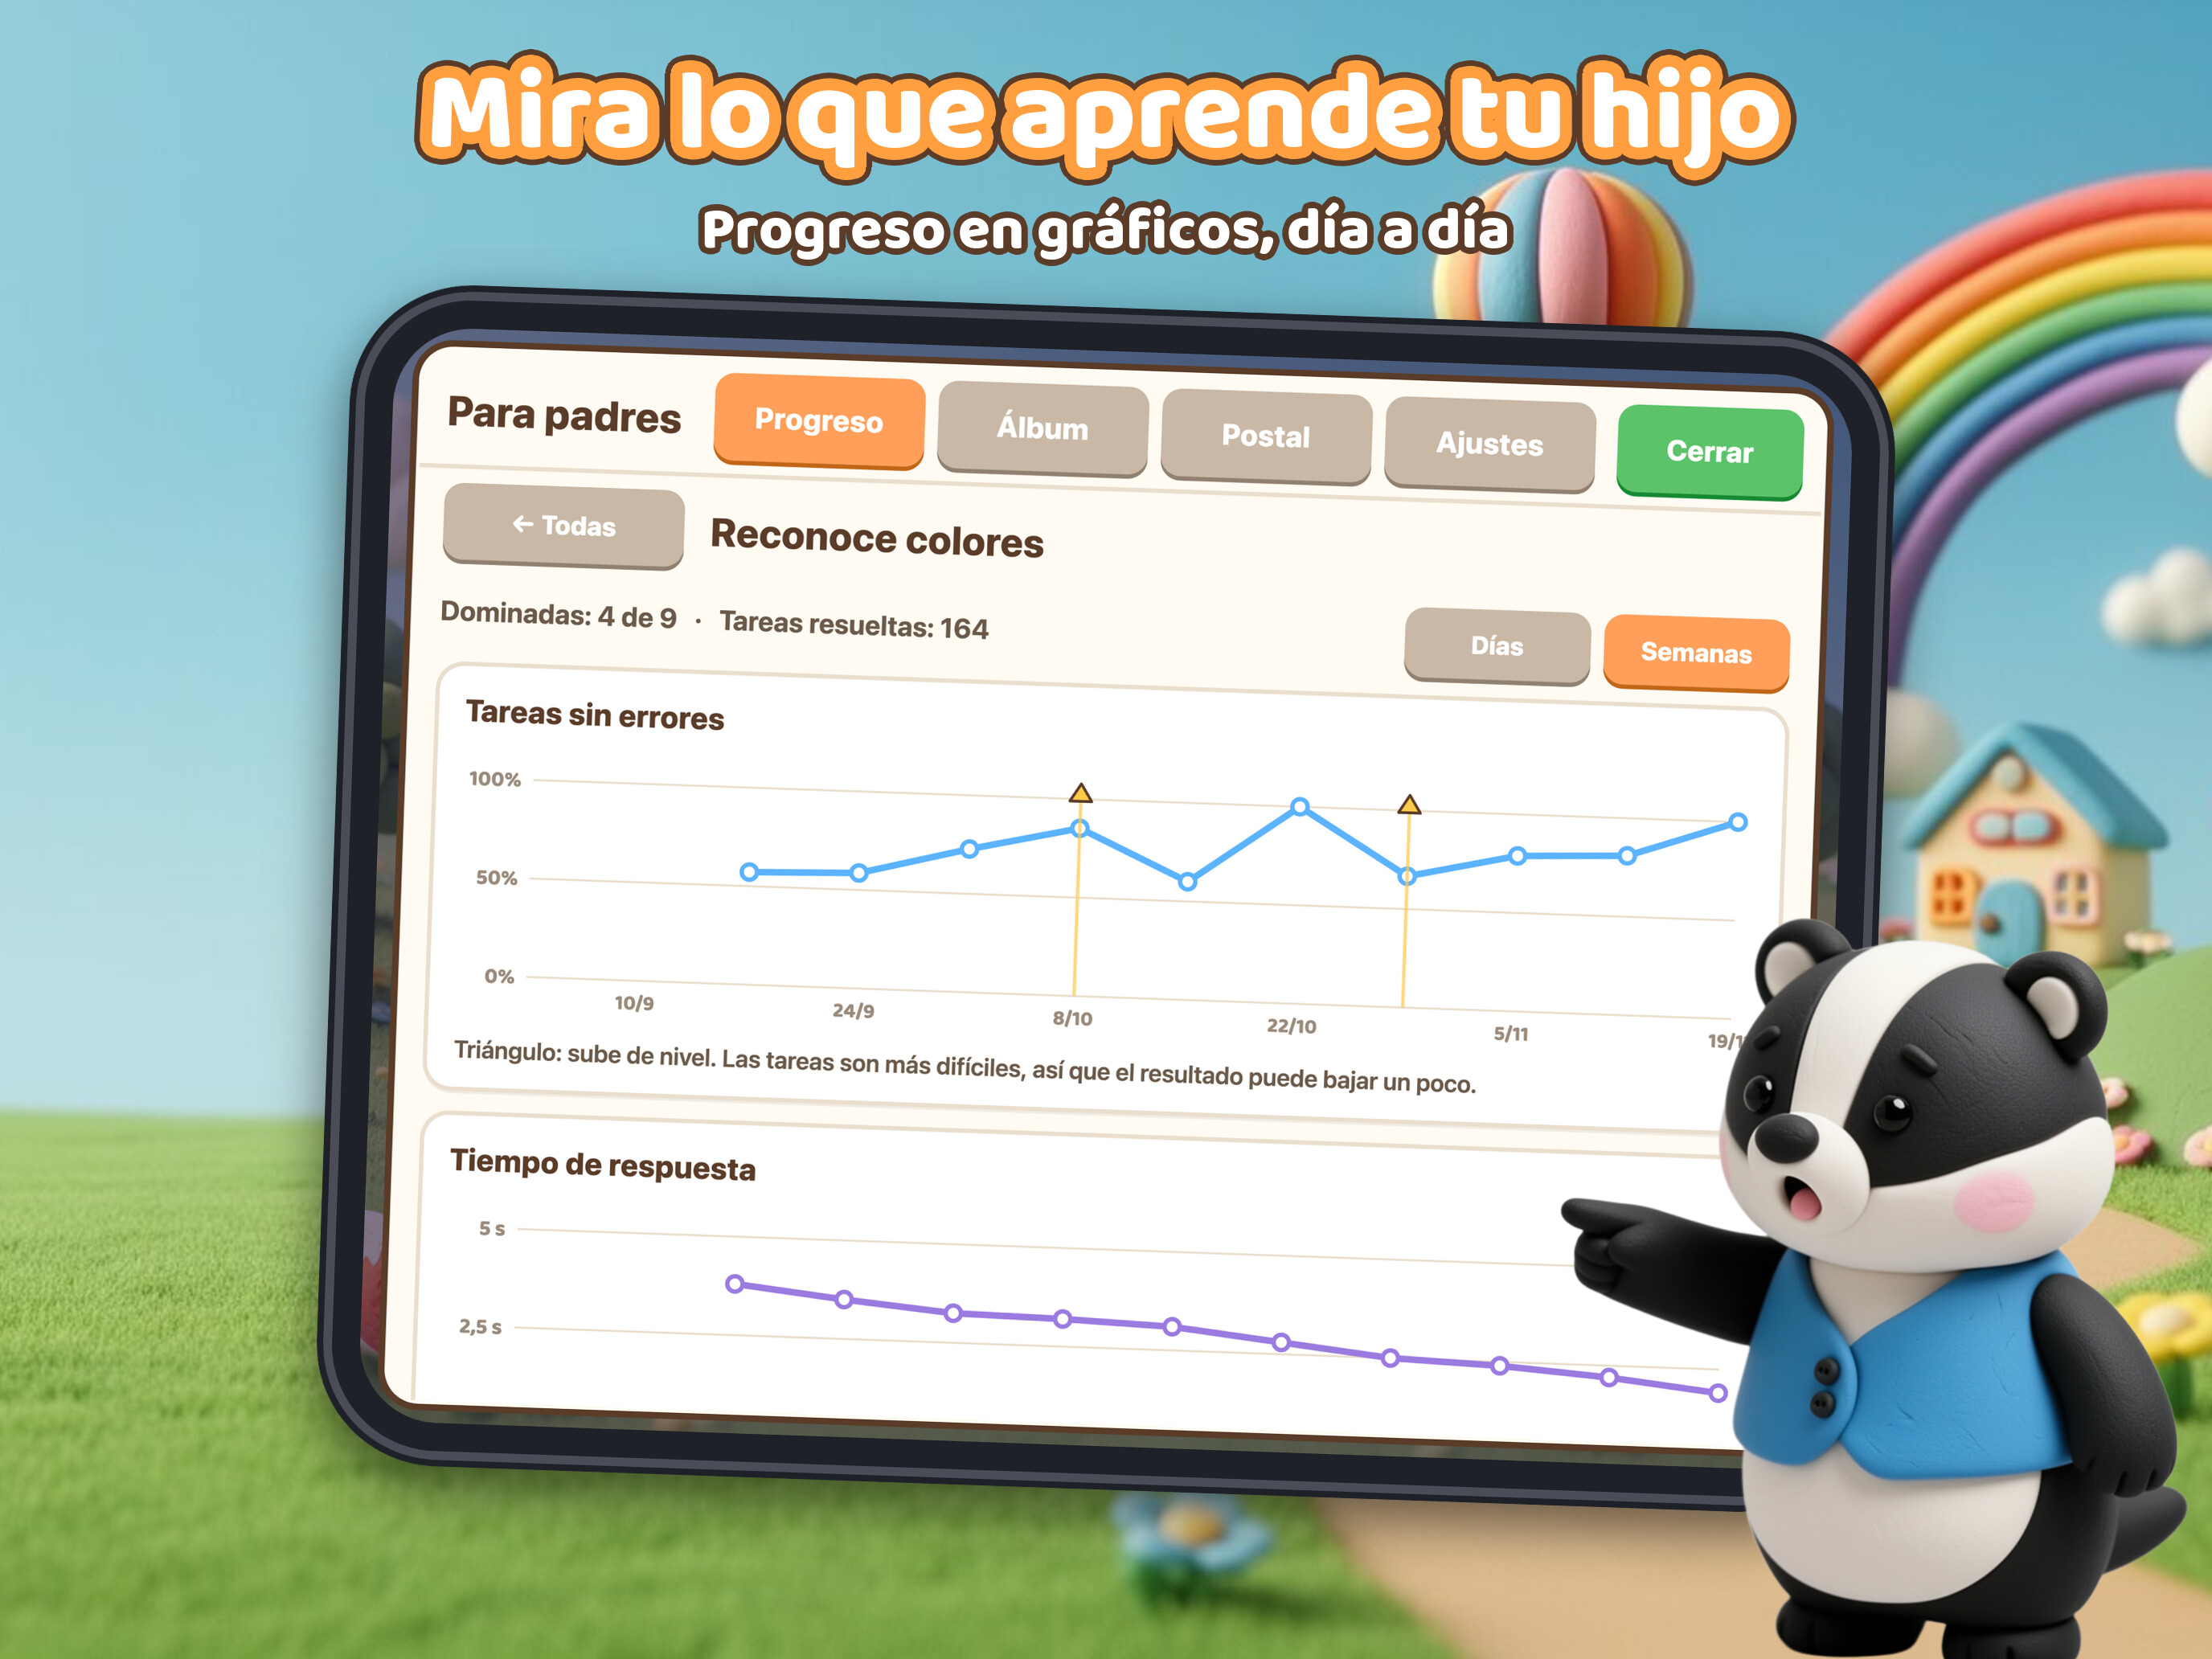 Mira lo que aprende tu hijo
Progreso en gráficos, día a día
Para padres
Progreso
Álbum
Postal
Ajustes
Cerrar
← Todas
Reconoce colores
Dominadas: 4 de 9 · Tareas resueltas: 164
Días
Semanas
Tareas sin errores
100%
50%
0%
10/9
24/9
8/10
22/10
5/11
Triángulo: sube de nivel. Las tareas son más difíciles, así que el resultado puede bajar un poco.
Tiempo de respuesta
5 s
2,5 s